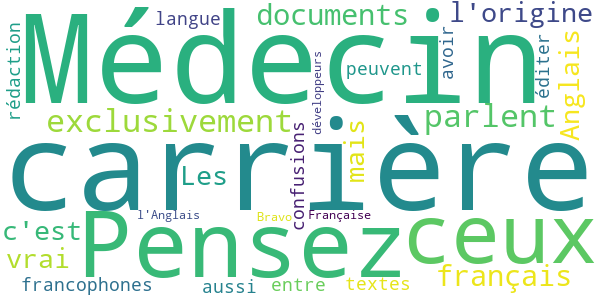 langue
documents
l'origine
Médecin
rédaction
avoir
peuvent
développeurs
éditer
Anglais
exclusivement
parlent
confusions
mais
carrière
Les
l'Anglais
Bravo
Française
c'est
Pensez
ceux
vrai
français
francophones
aussi
entre
textes